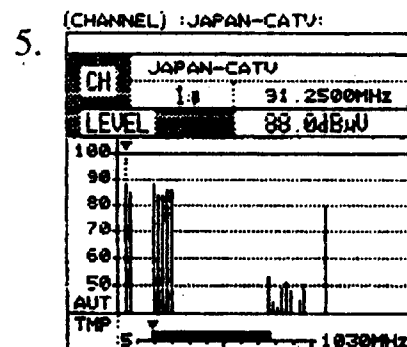 (CHANNEL) :JAPAN-CATV:
5.
CH
JAPAN-CATV
91.2500MHz
LEVEL 88.0dBµV
100
90
80
70
60
50
AUT
TMP
5 1030MHz